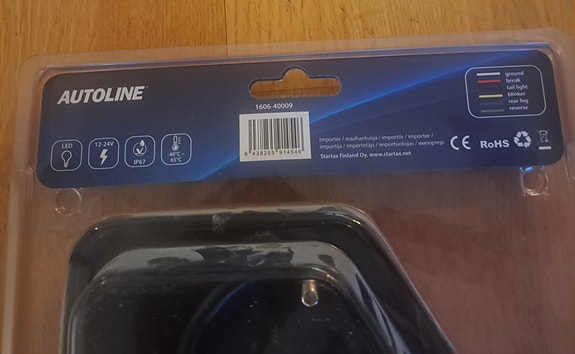 AUTOLINE
1606-40009
ground
break
tail light
blinker
rear fog
reverse
LED
12-24V
IP67
-40°C ~
65°C
6 438255 914546
Importer / maahantuoja / importör / importer /
Startax Finland Oy, www.startax.net
CE RoHS